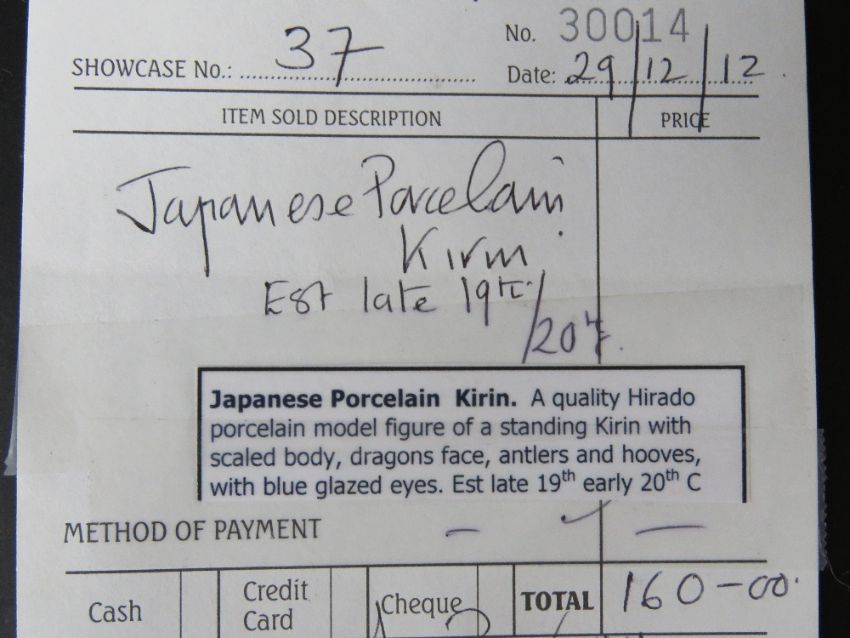 No. 30014
SHOWCASE No.: 37 Date: 29/12/12
ITEM SOLD DESCRIPTION PRICE
Japanese Porcelain
Kirin
Est late 19th/
20th.
Japanese Porcelain Kirin. A quality Hirado
porcelain model figure of a standing Kirin with
scaled body, dragons face, antlers and hooves,
with blue glazed eyes. Est late 19th early 20th C
METHOD OF PAYMENT
Cash Credit Card Cheque TOTAL 160-00.